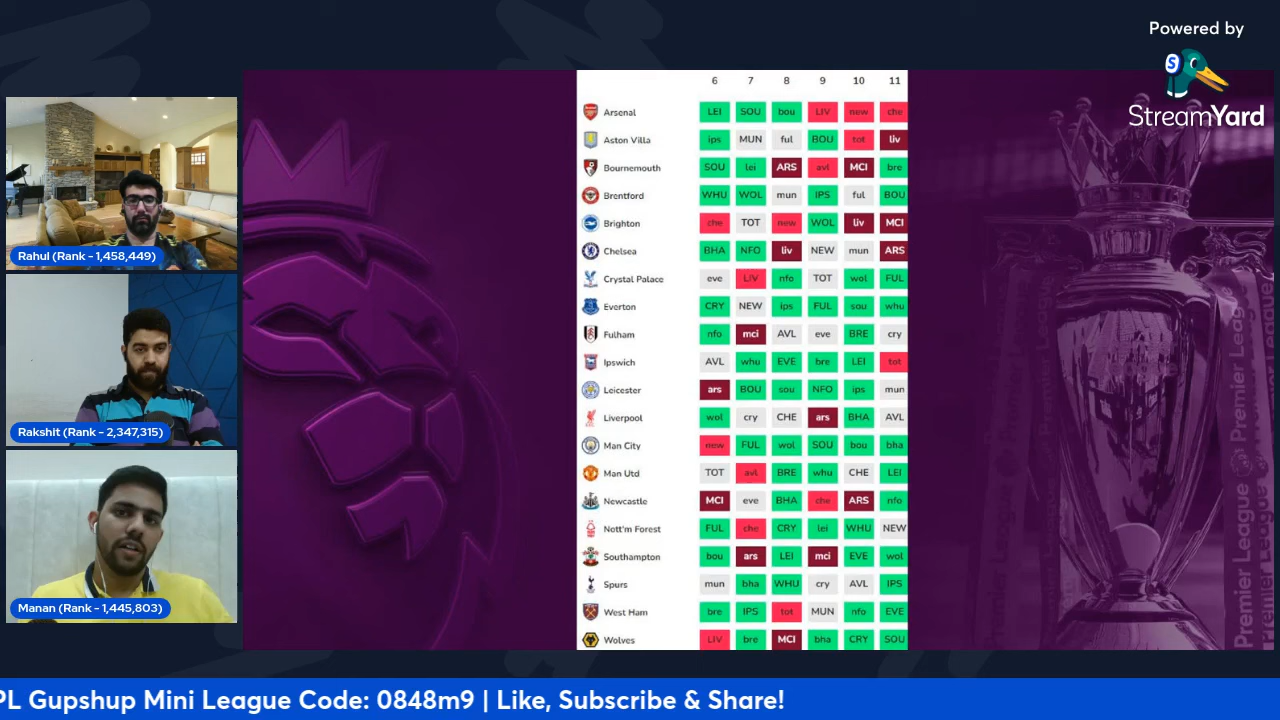 Powered by
StreamYard
6 7 8 9 10 11
Arsenal LEI SOU bou LIV new che
Aston Villa ips MUN ful BOU tot liv
Bournemouth SOU lei ARS avl MCI bre
Brentford WHU WOL mun IPS ful BOU
Brighton che TOT new WOL liv MCI
Chelsea BHA NFO liv NEW mun ARS
Crystal Palace eve LIV nfo TOT wol FUL
Everton CRY NEW ips FUL sou whu
Fulham nfo mci AVL eve BRE cry
Ipswich AVL whu EVE bre LEI tot
Leicester ars BOU sou NFO ips mun
Liverpool wol cry CHE ars BHA AVL
Man City new FUL wol SOU bou bha
Man Utd TOT avl BRE whu CHE LEI
Newcastle MCI eve BHA che ARS nfo
Nott'm Forest FUL che CRY lei WHU NEW
Southampton bou ars LEI mci EVE wol
Spurs mun bha WHU cry AVL IPS
West Ham bre IPS tot MUN nfo EVE
Wolves LIV bre MCI bha CRY SOU
Rahul (Rank - 1,458,449)
Rakshit (Rank - 2,347,315)
Manan (Rank - 1,445,803)
Premier League
Premier League
PL Gupshup Mini League Code: 0848m9 | Like, Subscribe & Share!